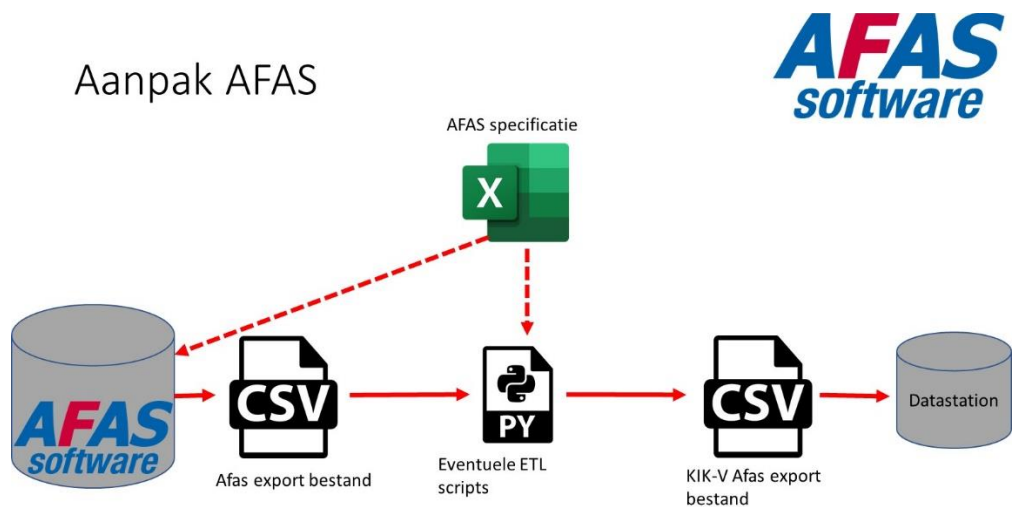 Aanpak AFAS
AFAS
software
AFAS specificatie
X
AFAS
software
CSV
Afas export bestand
PY
Eventuele ETL
scripts
CSV
KIK-V Afas export
bestand
Datastation